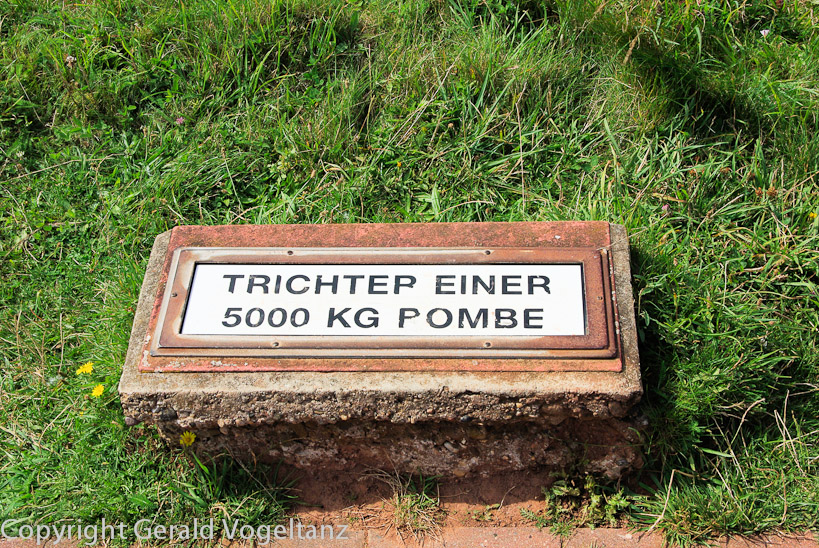 TRICHTEP EINER
5000 KG POMBE
Copyright Gerald Vogeltanz